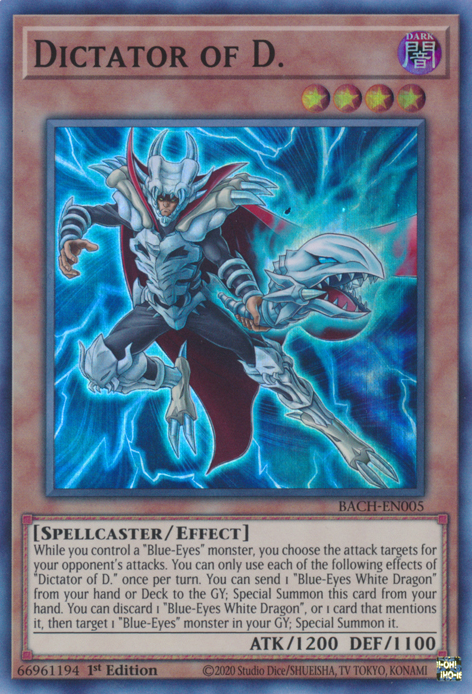 DICTATOR OF D.
DARK
闇
BACH-EN005
[SPELLCASTER/EFFECT]
While you control a "Blue-Eyes" monster, you choose the attack targets for
your opponent's attacks. You can only use each of the following effects of
"Dictator of D." once per turn. You can send 1 "Blue-Eyes White Dragon"
from your hand or Deck to the GY; Special Summon this card from your
hand. You can discard 1 "Blue-Eyes White Dragon", or 1 card that mentions
it, then target 1 "Blue-Eyes" monster in your GY; Special Summon it.
ATK/1200 DEF/1100
66961194 1st Edition ©2020 Studio Dice/SHUEISHA, TV TOKYO, KONAMI